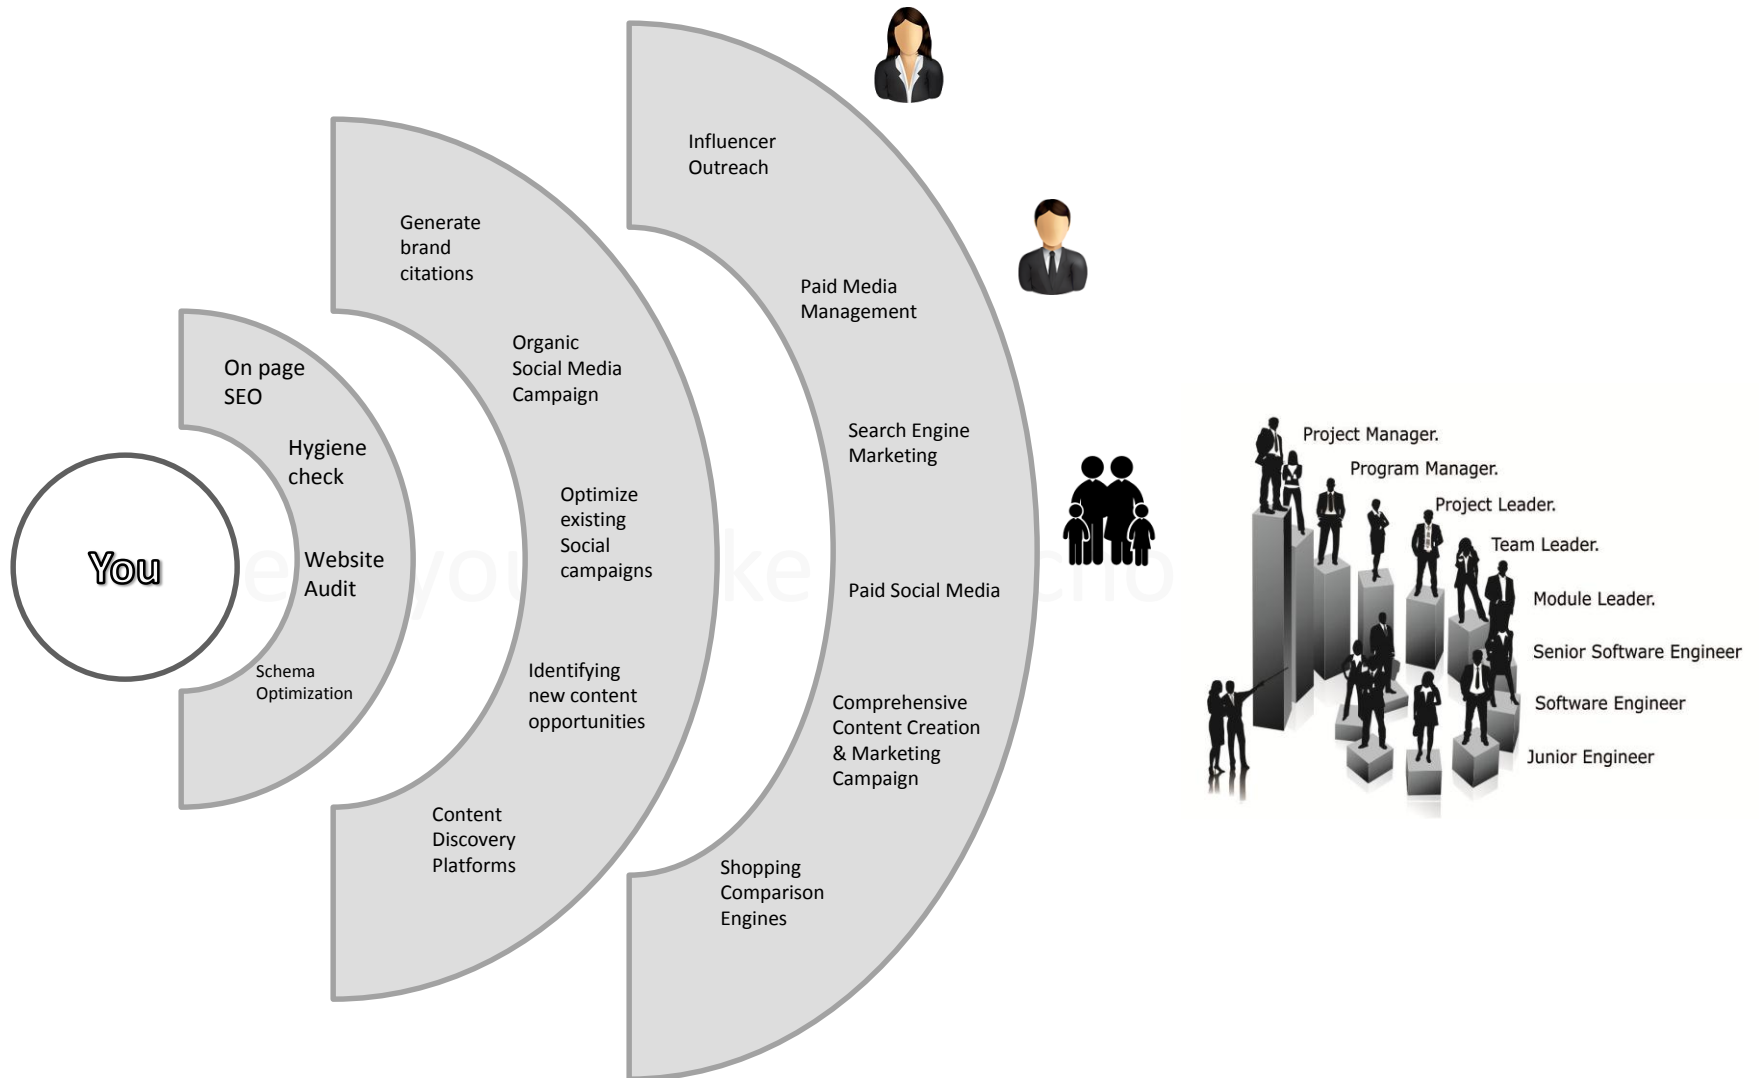 You
On page
SEO
Hygiene
check
Website
Audit
Schema
Optimization
Generate
brand
citations
Organic
Social Media
Campaign
Optimize
existing
Social
campaigns
Identifying
new content
opportunities
Content
Discovery
Platforms
Influencer
Outreach
Paid Media
Management
Search Engine
Marketing
Paid Social Media
Comprehensive
Content Creation
& Marketing
Campaign
Shopping
Comparison
Engines
Project Manager.
Program Manager.
Project Leader.
Team Leader.
Module Leader.
Senior Software Engineer
Software Engineer
Junior Engineer